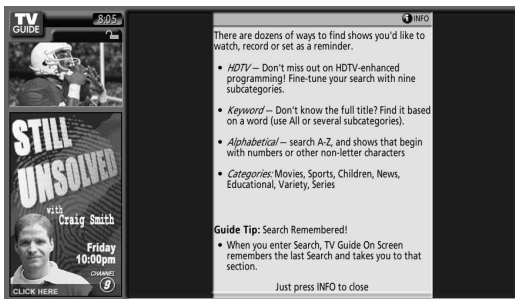 TV
GUIDE
8:05
STILL
UNSOLVED
with
Craig Smith
Friday
10:00pm
CHANNEL
9
CLICK HERE
i INFO
There are dozens of ways to find shows you'd like to
watch, record or set as a reminder.
• HDTV — Don't miss out on HDTV-enhanced
programming! Fine-tune your search with nine
subcategories.
• Keyword — Don't know the full title? Find it based
on a word (use All or several subcategories).
• Alphabetical — search A-Z, and shows that begin
with numbers or other non-letter characters
• Categories: Movies, Sports, Children, News,
Educational, Variety, Series
Guide Tip: Search Remembered!
• When you enter Search, TV Guide On Screen
remembers the last Search and takes you to that
section.
Just press INFO to close